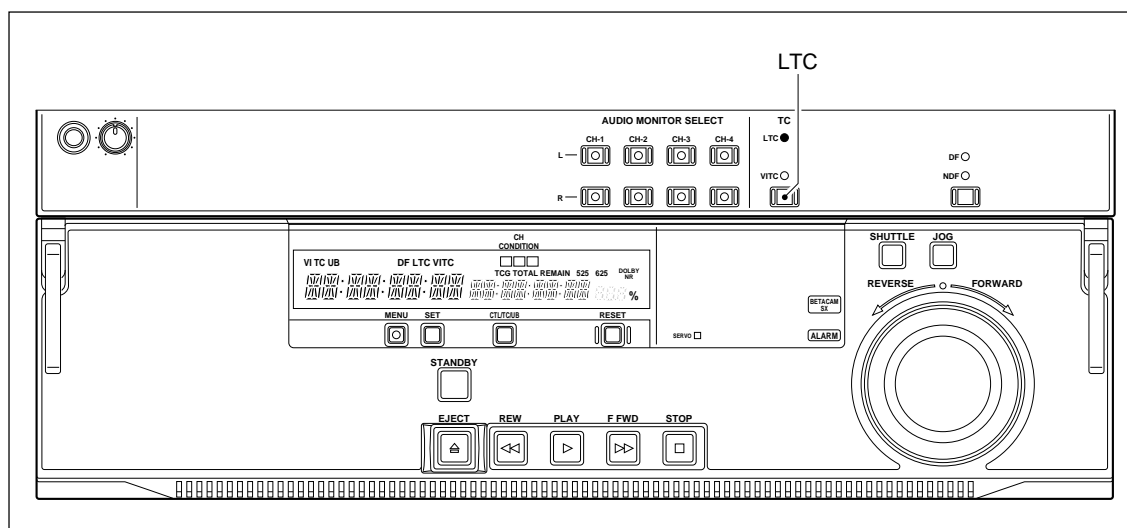 LTC
AUDIO MONITOR SELECT
TC
CH-1 CH-2 CH-3 CH-4
LTC
L
DF
VITC
NDF
R
CH
CONDITION
SHUTTLE JOG
VI TC UB DF LTC VITC
TCG TOTAL REMAIN 525 625 DOLBY
NR
%
REVERSE FORWARD
BETACAM
SX
MENU SET CTL/TC/UB RESET
SERVO
ALARM
STANDBY
EJECT REW PLAY F FWD STOP